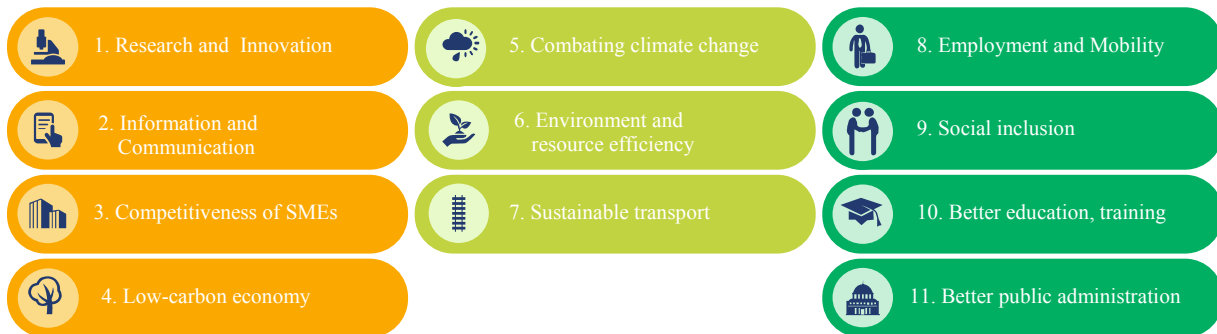 1. Research and  Innovation
2. Information and
Communication
3. Competitiveness of SMEs
4. Low-carbon economy
5. Combating climate change
6. Environment and
resource efficiency
7. Sustainable transport
8. Employment and Mobility
9. Social inclusion
10. Better education, training
11. Better public administration